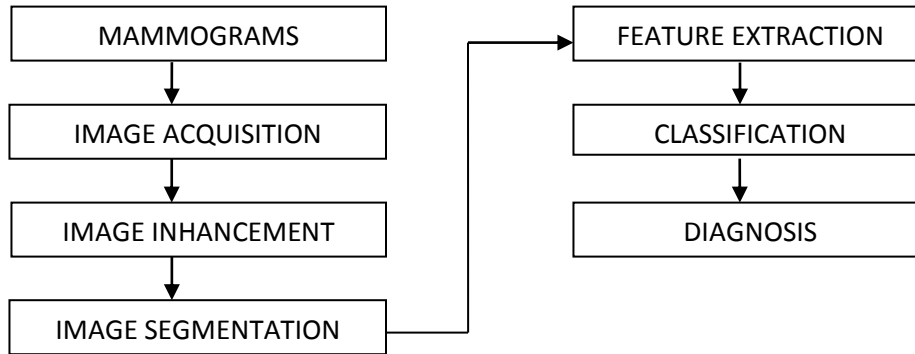 MAMMOGRAMS
IMAGE ACQUISITION
IMAGE INHANCEMENT
IMAGE SEGMENTATION
FEATURE EXTRACTION
CLASSIFICATION
DIAGNOSIS